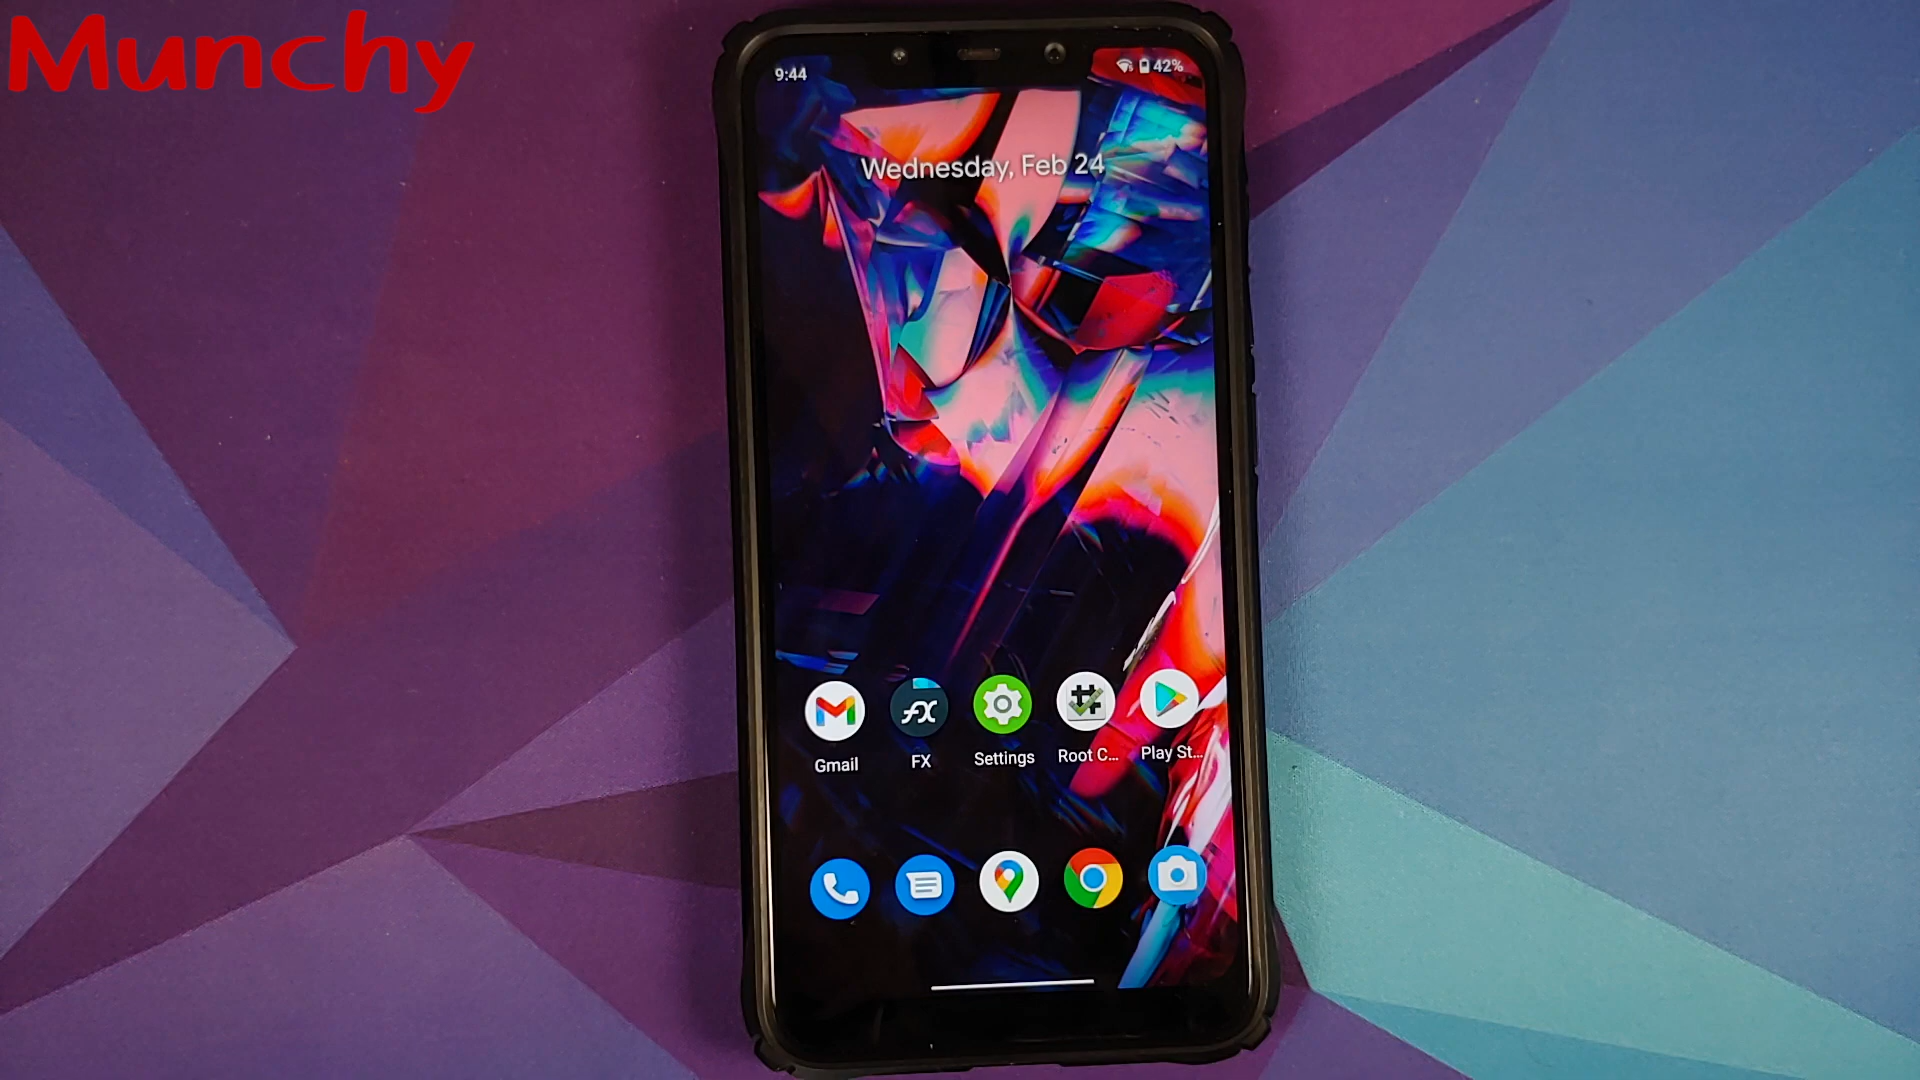 Munchy
9:44
42%
Wednesday, Feb 24
Gmail
FX
Settings
Root C...
Play St...